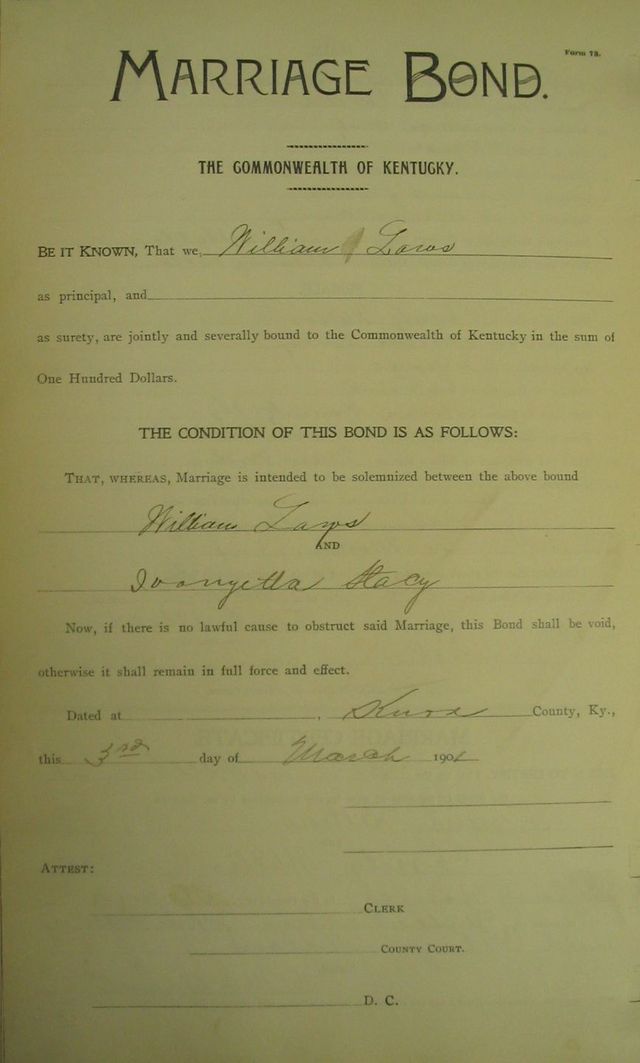 Form 78.
MARRIAGE BOND.
THE COMMONWEALTH OF KENTUCKY.
BE IT KNOWN, That we, William Laws
as principal, and
as surety, are jointly and severally bound to the Commonwealth of Kentucky in the sum of
One Hundred Dollars.
THE CONDITION OF THIS BOND IS AS FOLLOWS:
THAT, WHEREAS, Marriage is intended to be solemnized between the above bound
William Laws
AND
Stacy
Now, if there is no lawful cause to obstruct said Marriage, this Bond shall be void,
otherwise it shall remain in full force and effect.
Dated at , Knox County, Ky.,
this 3rd day of March 190
ATTEST:
CLERK
COUNTY COURT.
D. C.